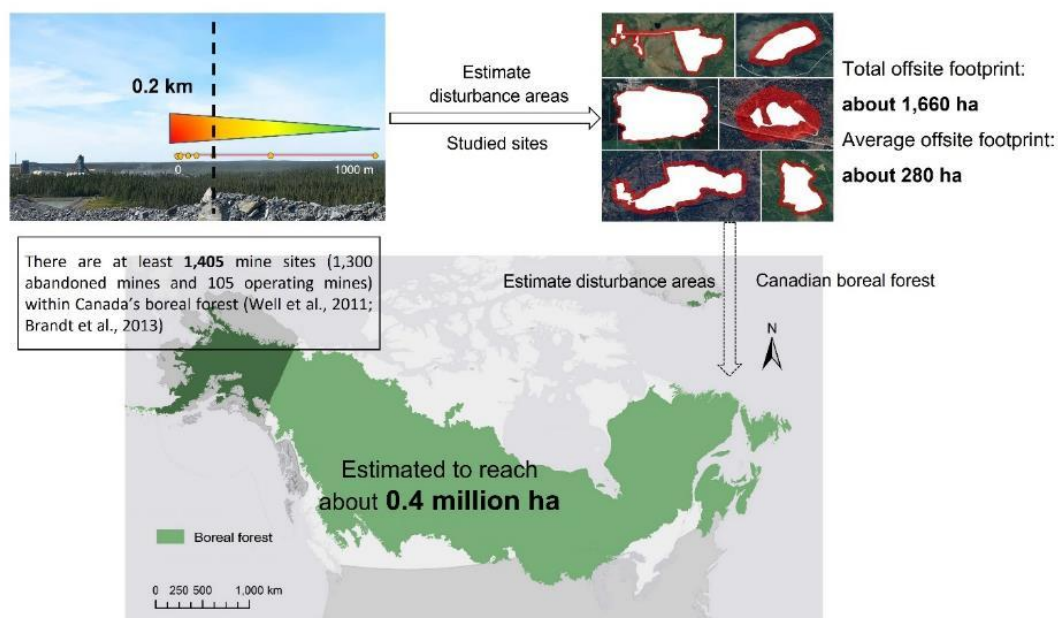 0.2 km
0
1000 m
Estimate
disturbance areas
Studied sites
Total offsite footprint:
about 1,660 ha
Average offsite footprint:
about 280 ha
There are at least 1,405 mine sites (1,300
abandoned mines and 105 operating mines)
within Canada's boreal forest (Well et al., 2011;
Brandt et al., 2013)
Estimate disturbance areas
Canadian boreal forest
N
Estimated to reach
about 0.4 million ha
Boreal forest
0 250 500 1,000 km